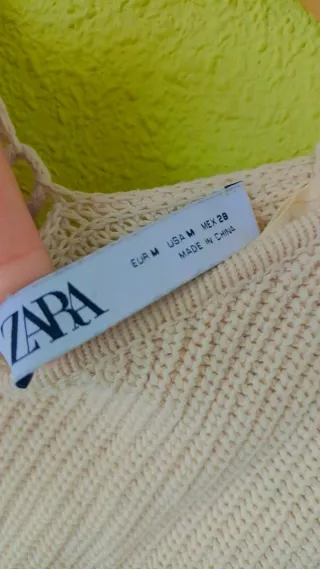 ZARA
EUR M USA M MEX 28
MADE IN CHINA